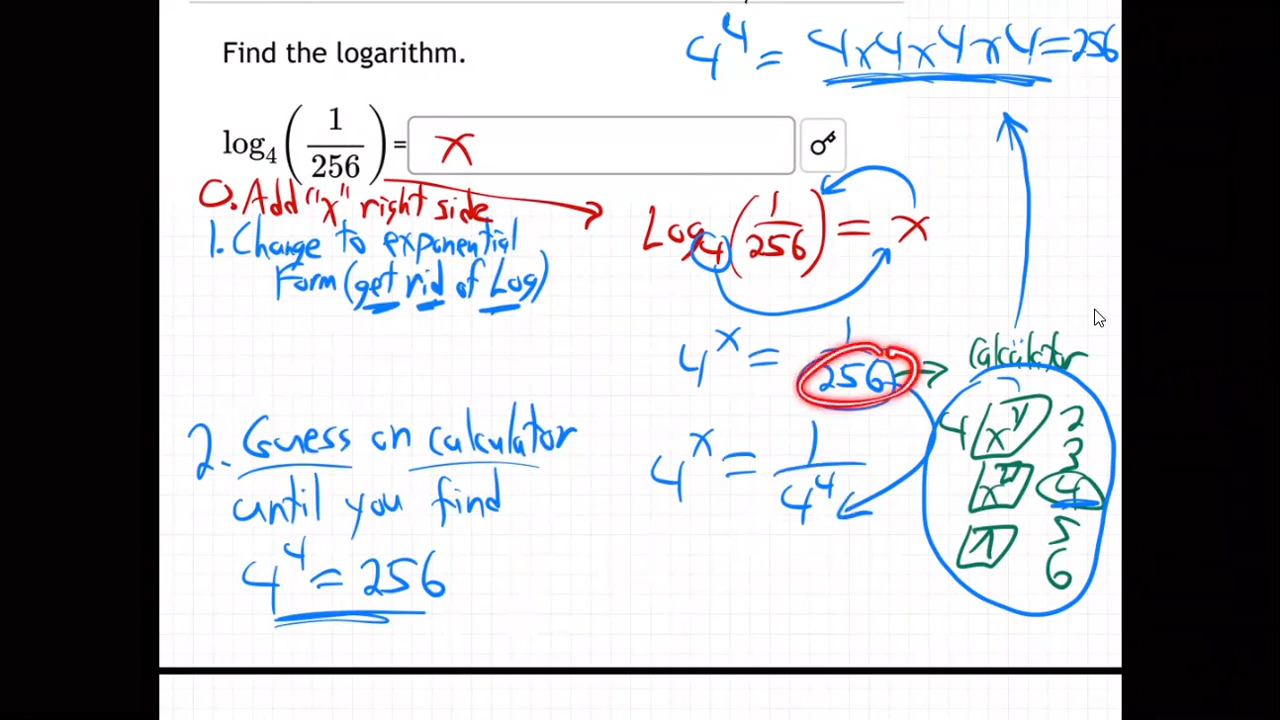 Find the logarithm.
4^4 = 4x4x4x4=256
log_4(1/256) = x
0. Add "x" right side
Log_4(1/256) = x
1. Change to exponential
Form (get rid of Log)
4^x = 1/256
calculator
4 x^y 2
3
x^y 4
5
6
4^x = 1/4^4
2. Guess on calculator
until you find
4^4 = 256